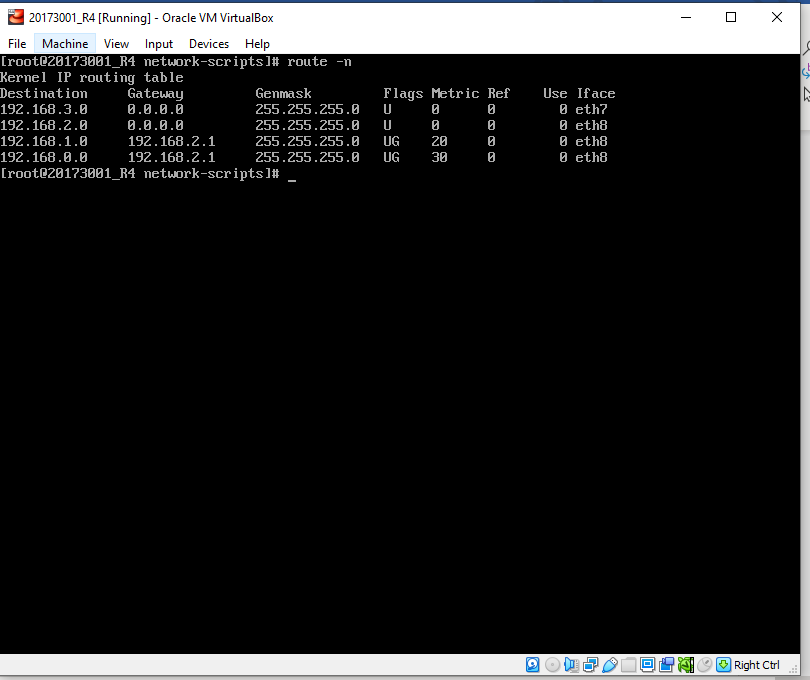 20173001_R4 [Running] - Oracle VM VirtualBox
File Machine View Input Devices Help
[root@20173001_R4 network-scripts]# route -n
Kernel IP routing table
Destination     Gateway         Genmask         Flags Metric Ref    Use Iface
192.168.3.0     0.0.0.0         255.255.255.0   U     0      0        0 eth7
192.168.2.0     0.0.0.0         255.255.255.0   U     0      0        0 eth8
192.168.1.0     192.168.2.1     255.255.255.0   UG    20     0        0 eth8
192.168.0.0     192.168.2.1     255.255.255.0   UG    30     0        0 eth8
[root@20173001_R4 network-scripts]# _
Right Ctrl